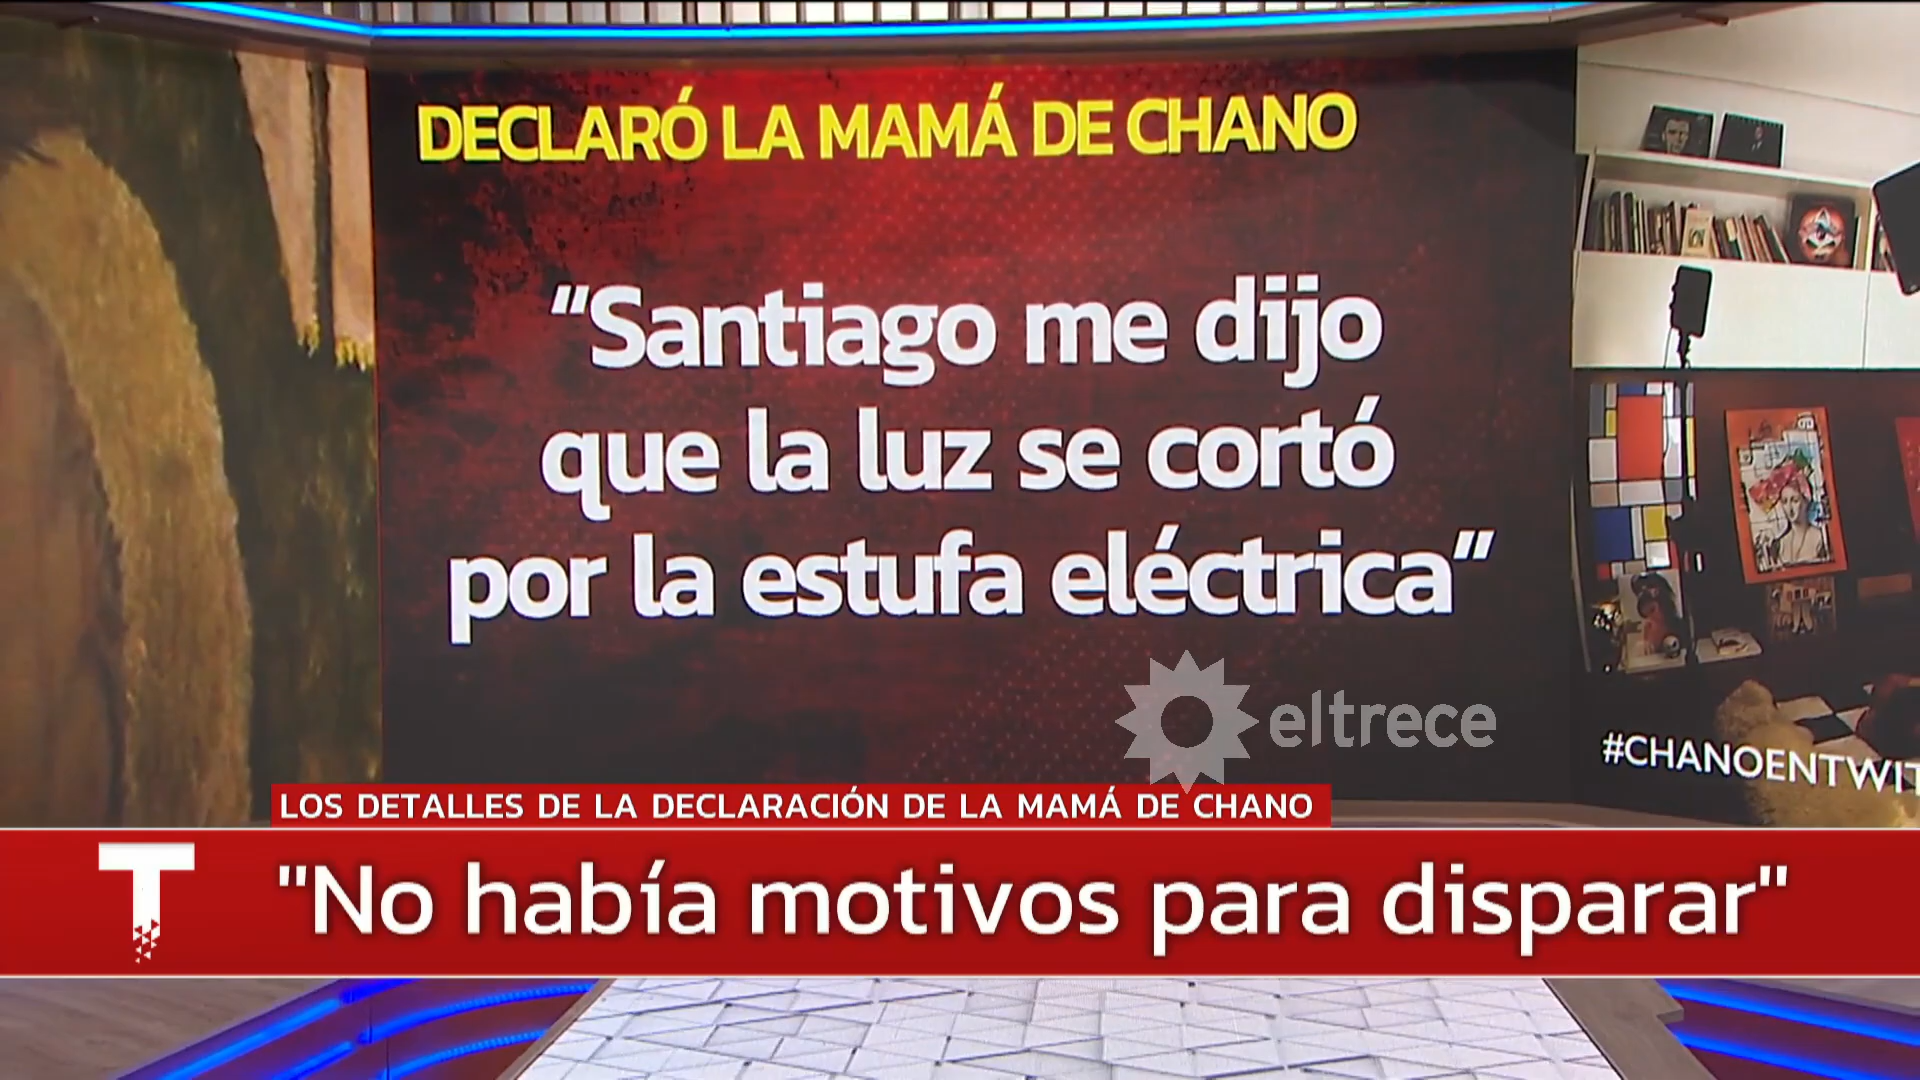 DECLARÓ LA MAMÁ DE CHANO
“Santiago me dijo
que la luz se cortó
por la estufa eléctrica”
eltrece
#CHANOENTWIT
LOS DETALLES DE LA DECLARACIÓN DE LA MAMÁ DE CHANO
T
"No había motivos para disparar"